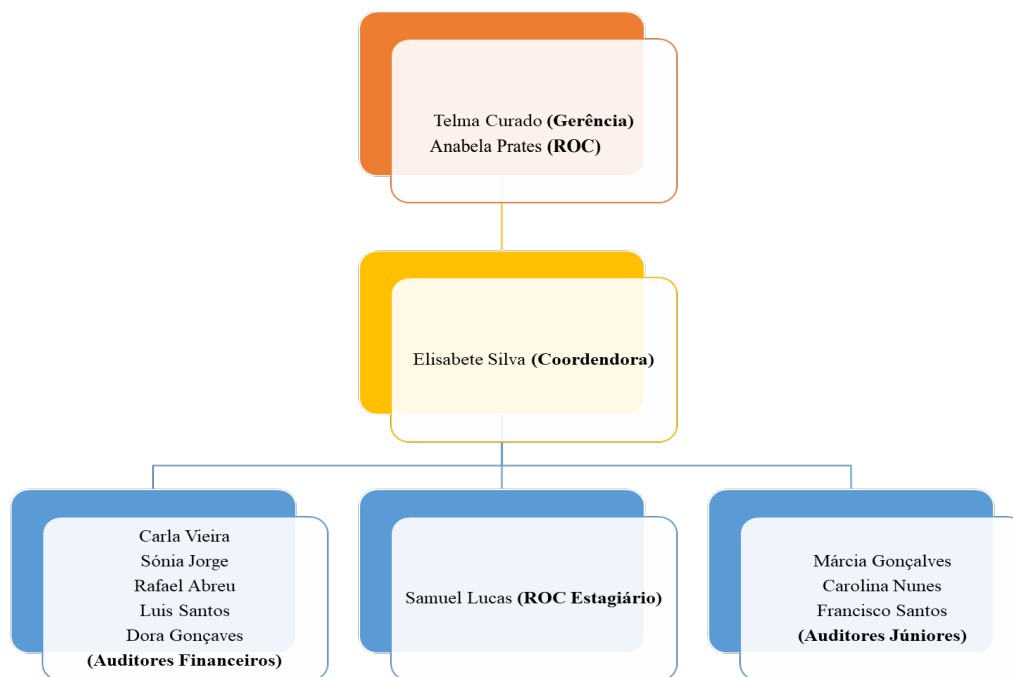 Telma Curado (Gerência)
Anabela Prates (ROC)
Elisabete Silva (Coordendora)
Carla Vieira
Sónia Jorge
Rafael Abreu
Luis Santos
Dora Gonçaves
(Auditores Financeiros)
Samuel Lucas (ROC Estagiário)
Márcia Gonçalves
Carolina Nunes
Francisco Santos
(Auditores Júniores)